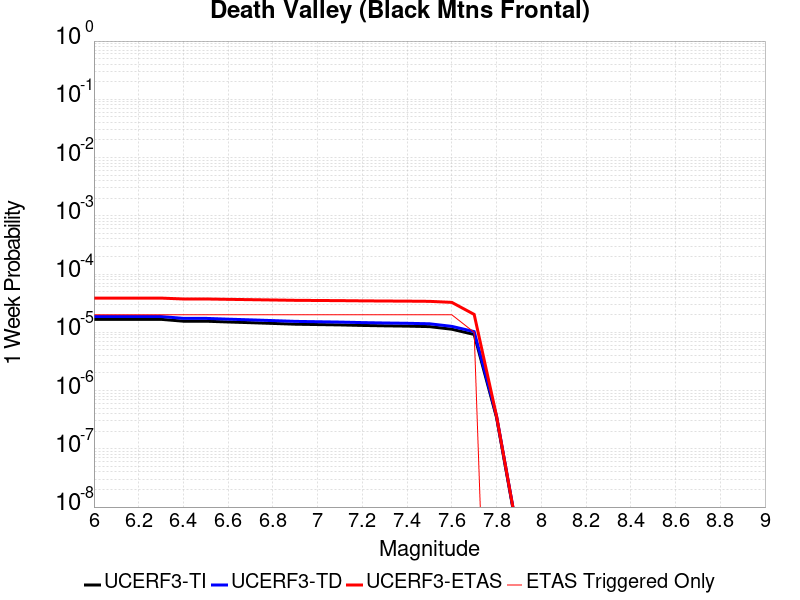 Death Valley (Black Mtns Frontal)
10 0
10 -1
10 -2
10 -3
10 -4
10 -5
10 -6
10 -7
10 -8
1 Week Probability
6 6.2 6.4 6.6 6.8 7 7.2 7.4 7.6 7.8 8 8.2 8.4 8.6 8.8 9
Magnitude
UCERF3-TI UCERF3-TD UCERF3-ETAS ETAS Triggered Only